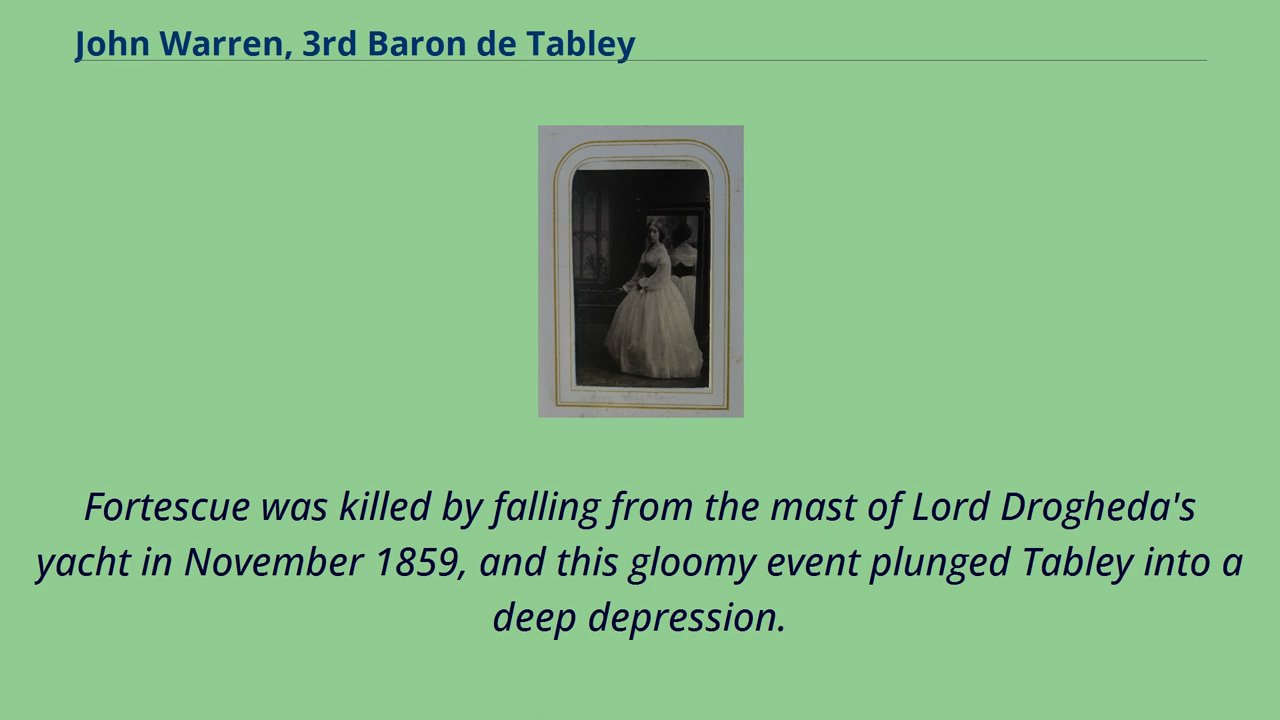 John Warren, 3rd Baron de Tabley
Fortescue was killed by falling from the mast of Lord Drogheda's
yacht in November 1859, and this gloomy event plunged Tabley into a
deep depression.